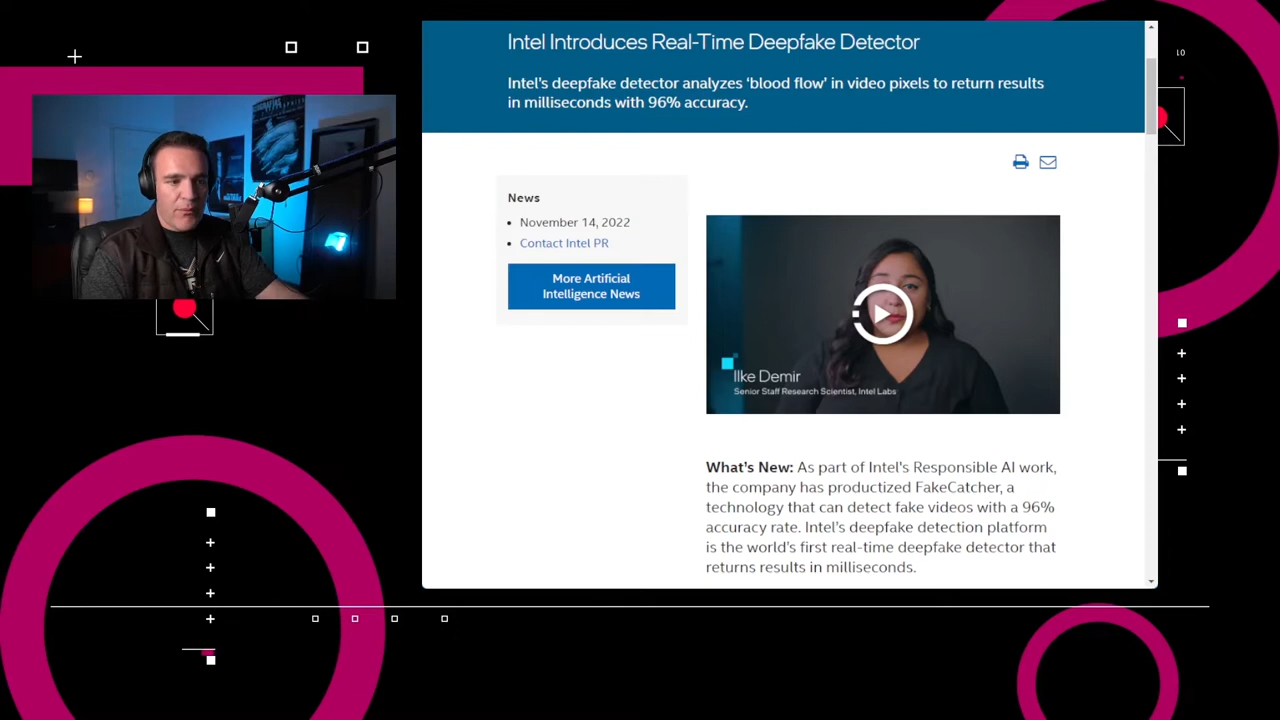 Intel Introduces Real-Time Deepfake Detector
Intel's deepfake detector analyzes ‘blood flow’ in video pixels to return results
in milliseconds with 96% accuracy.
10
News
• November 14, 2022
• Contact Intel PR
More Artificial
Intelligence News
Ilke Demir
Senior Staff Research Scientist, Intel Labs
What's New: As part of Intel's Responsible AI work,
the company has productized FakeCatcher, a
technology that can detect fake videos with a 96%
accuracy rate. Intel's deepfake detection platform
is the world's first real-time deepfake detector that
returns results in milliseconds.